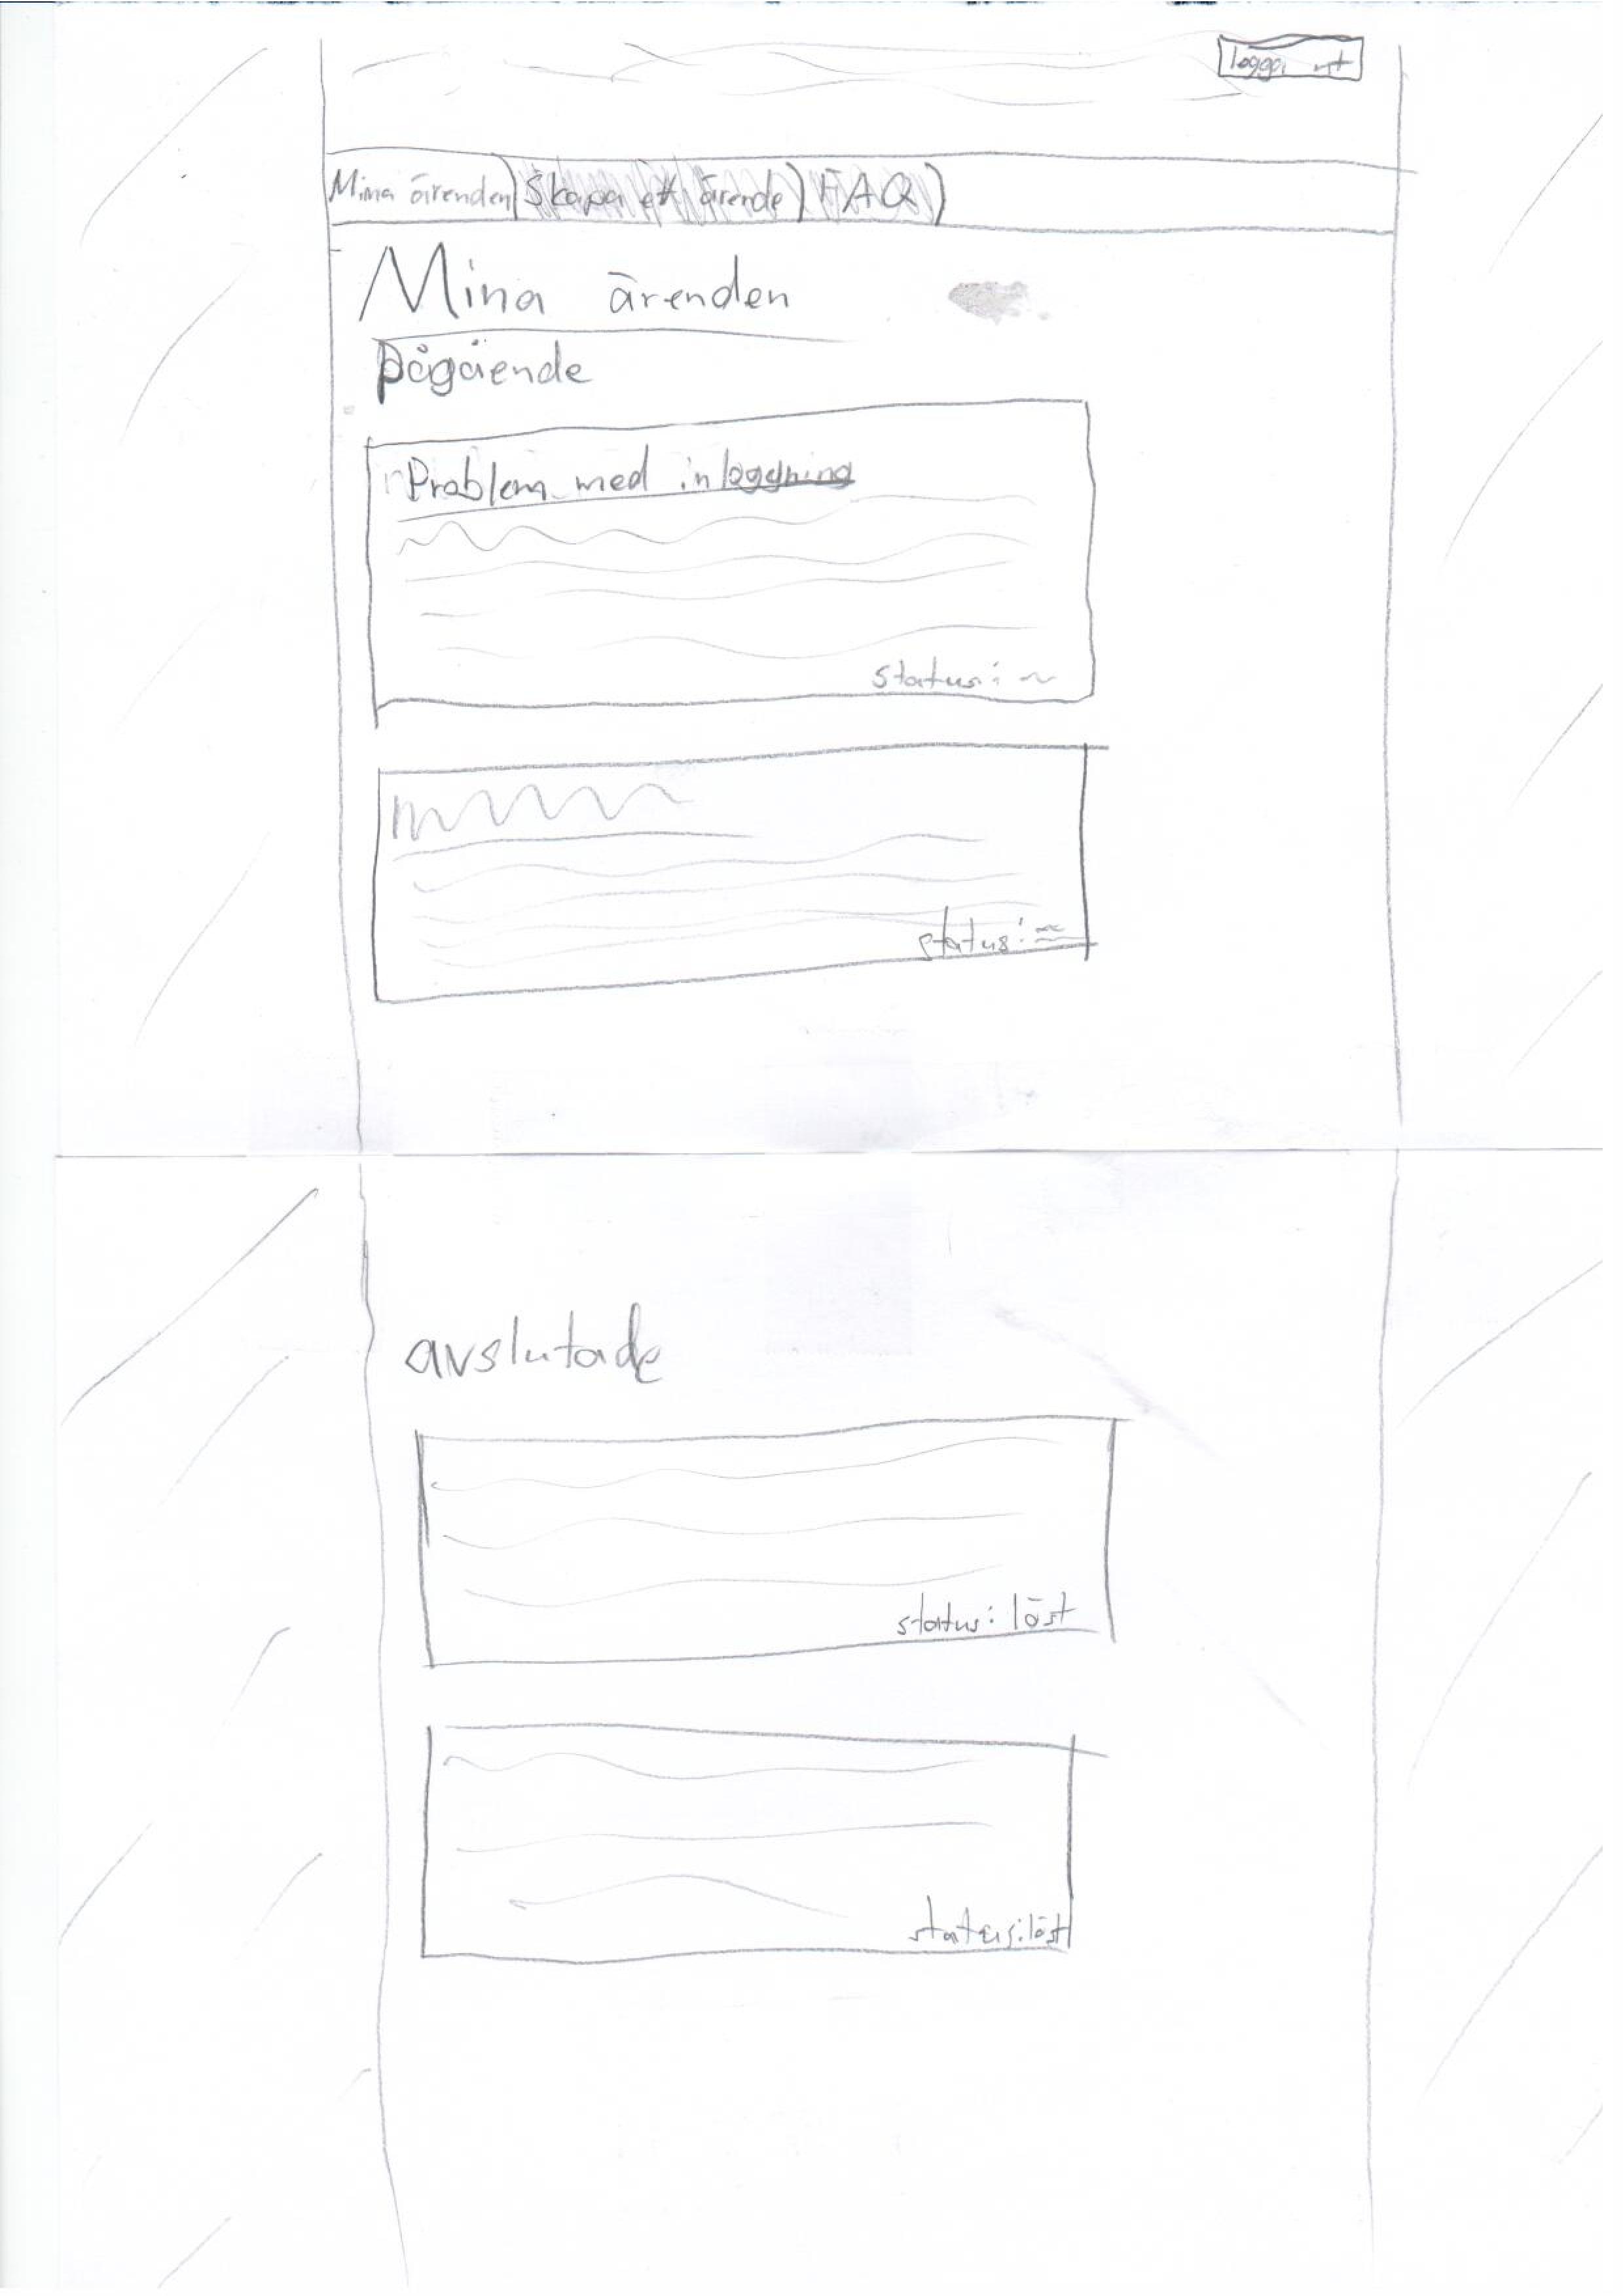 logga ut
Mina ärenden Skapa ett ärende FAQ
Mina ärenden
pågående
Problem med inloggning
status:
status:
avslutade
status: löst
status: löst